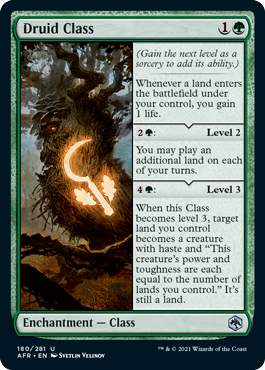 Druid Class 1
(Gain the next level as a
sorcery to add its ability.)
Whenever a land enters
the battlefield under
your control, you gain
1 life.
2 : Level 2
You may play an
additional land on each
of your turns.
4 : Level 3
When this Class
becomes level 3, target
land you control
becomes a creature
with haste and “This
creature’s power and
toughness are each
equal to the number of
lands you control.” It’s
still a land.
Enchantment — Class
180/281 U
AFR • EN Svetlin Velinov
™ & © 2021 Wizards of the Coast